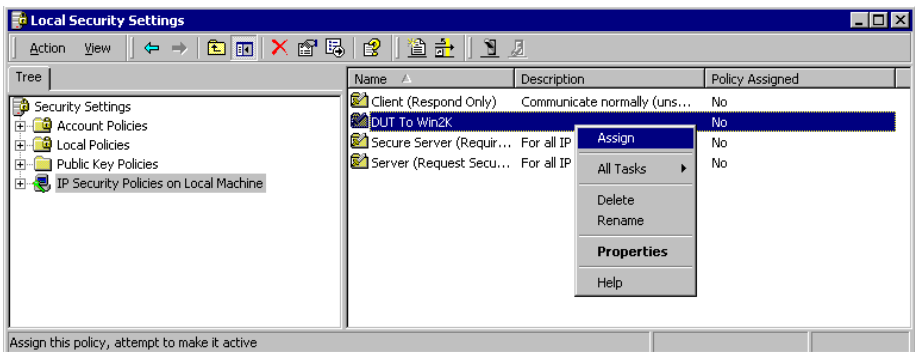 Local Security Settings
Action View
Tree
Name Description Policy Assigned
Security Settings
Account Policies
Local Policies
Public Key Policies
IP Security Policies on Local Machine
Client (Respond Only) Communicate normally (uns... No
DUT To Win2K No
Secure Server (Requir... For all IP No
Server (Request Secu... For all IP No
Assign
All Tasks
Delete
Rename
Properties
Help
Assign this policy, attempt to make it active